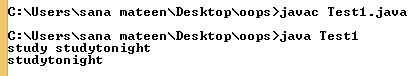 C:\Users\sana mateen\Desktop\oops>javac Test1.java
C:\Users\sana mateen\Desktop\oops>java Test1
study studytonight
studytonight